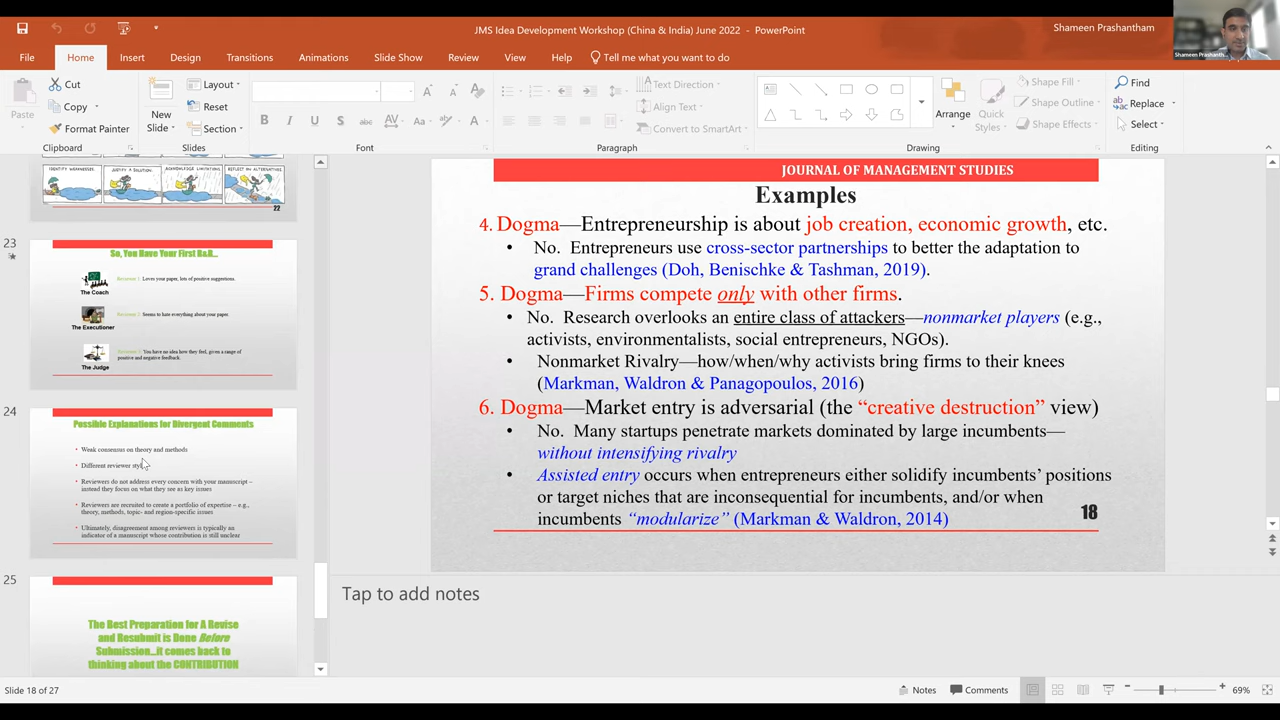 JMS Idea Development Workshop (China & India) June 2022 - PowerPoint
Shameen Prashantham
File Home Insert Design Transitions Animations Slide Show Review View Help Tell me what you want to do
Paste
Cut
Copy
Format Painter
Clipboard
New Slide
Layout
Reset
Section
Slides
Font
Text Direction
Align Text
Convert to SmartArt
Paragraph
Arrange
Quick Styles
Shape Fill
Shape Outline
Shape Effects
Drawing
Find
Replace
Select
Editing
IDENTIFY WEAKNESSES. JUSTIFY A SOLUTION. ACKNOWLEDGE LIMITATIONS. REFLECT ON ALTERNATIVES
22
23
So, You Have Your First R&R...
Reviewer 1: Loves your paper, lots of positive suggestions.
The Coach
Reviewer 2: Seems to hate everything about your paper.
The Executioner
Reviewer 3: You have no idea how they feel, gives a range of
positive and negative feedback.
The Judge
24
Possible Explanations for Divergent Comments
• Weak consensus on theory and methods
• Different reviewer
• Reviewers do not address every concern with your manuscript –
instead they focus on what they see as key issues
• Reviewers are recruited to create a portfolio of expertise – e.g.,
theory, methods, topic- and region-specific issues
• Ultimately, disagreement among reviewers is typically an
indicator of a manuscript whose contribution is still unclear
25
The Best Preparation for A Revise
and Resubmit is Done Before
Submission...it comes back to
thinking about the CONTRIBUTION
JOURNAL OF MANAGEMENT STUDIES
Examples
4. Dogma—Entrepreneurship is about job creation, economic growth, etc.
• No. Entrepreneurs use cross-sector partnerships to better the adaptation to
grand challenges (Doh, Benischke & Tashman, 2019).
5. Dogma—Firms compete only with other firms.
• No. Research overlooks an entire class of attackers—nonmarket players (e.g.,
activists, environmentalists, social entrepreneurs, NGOs).
• Nonmarket Rivalry—how/when/why activists bring firms to their knees
(Markman, Waldron & Panagopoulos, 2016)
6. Dogma—Market entry is adversarial (the “creative destruction” view)
• No. Many startups penetrate markets dominated by large incumbents—
without intensifying rivalry
• Assisted entry occurs when entrepreneurs either solidify incumbents’ positions
or target niches that are inconsequential for incumbents, and/or when
incumbents “modularize” (Markman & Waldron, 2014)
18
Tap to add notes
Slide 18 of 27
Notes
Comments
69%